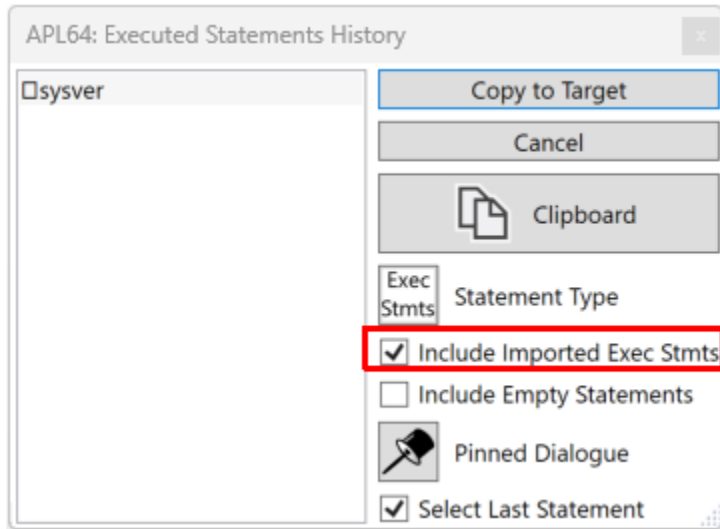 APL64: Executed Statements History
x
⎕sysver
Copy to Target
Cancel
Clipboard
Exec
Stmts
Statement Type
Include Imported Exec Stmts
Include Empty Statements
Pinned Dialogue
Select Last Statement